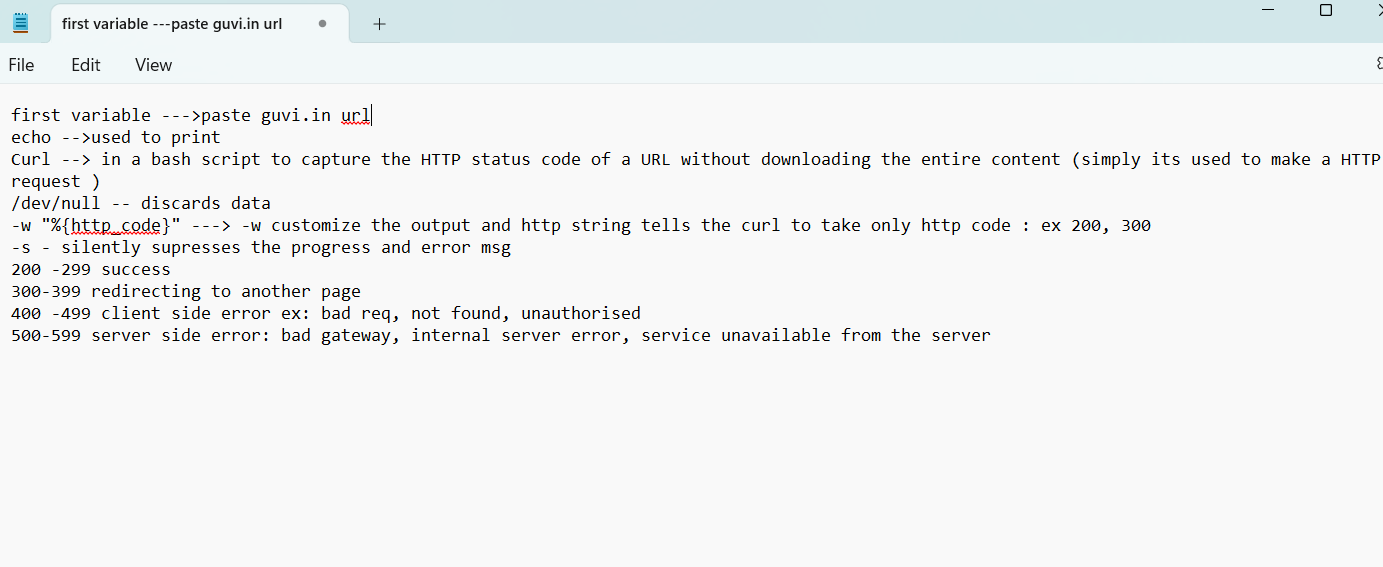 first variable ---paste guvi.in url
File Edit View
first variable --->paste guvi.in url
echo -->used to print
Curl --> in a bash script to capture the HTTP status code of a URL without downloading the entire content (simply its used to make a HTTP
request )
/dev/null -- discards data
-w "%{http_code}" ---> -w customize the output and http string tells the curl to take only http code : ex 200, 300
-s - silently supresses the progress and error msg
200 -299 success
300-399 redirecting to another page
400 -499 client side error ex: bad req, not found, unauthorised
500-599 server side error: bad gateway, internal server error, service unavailable from the server